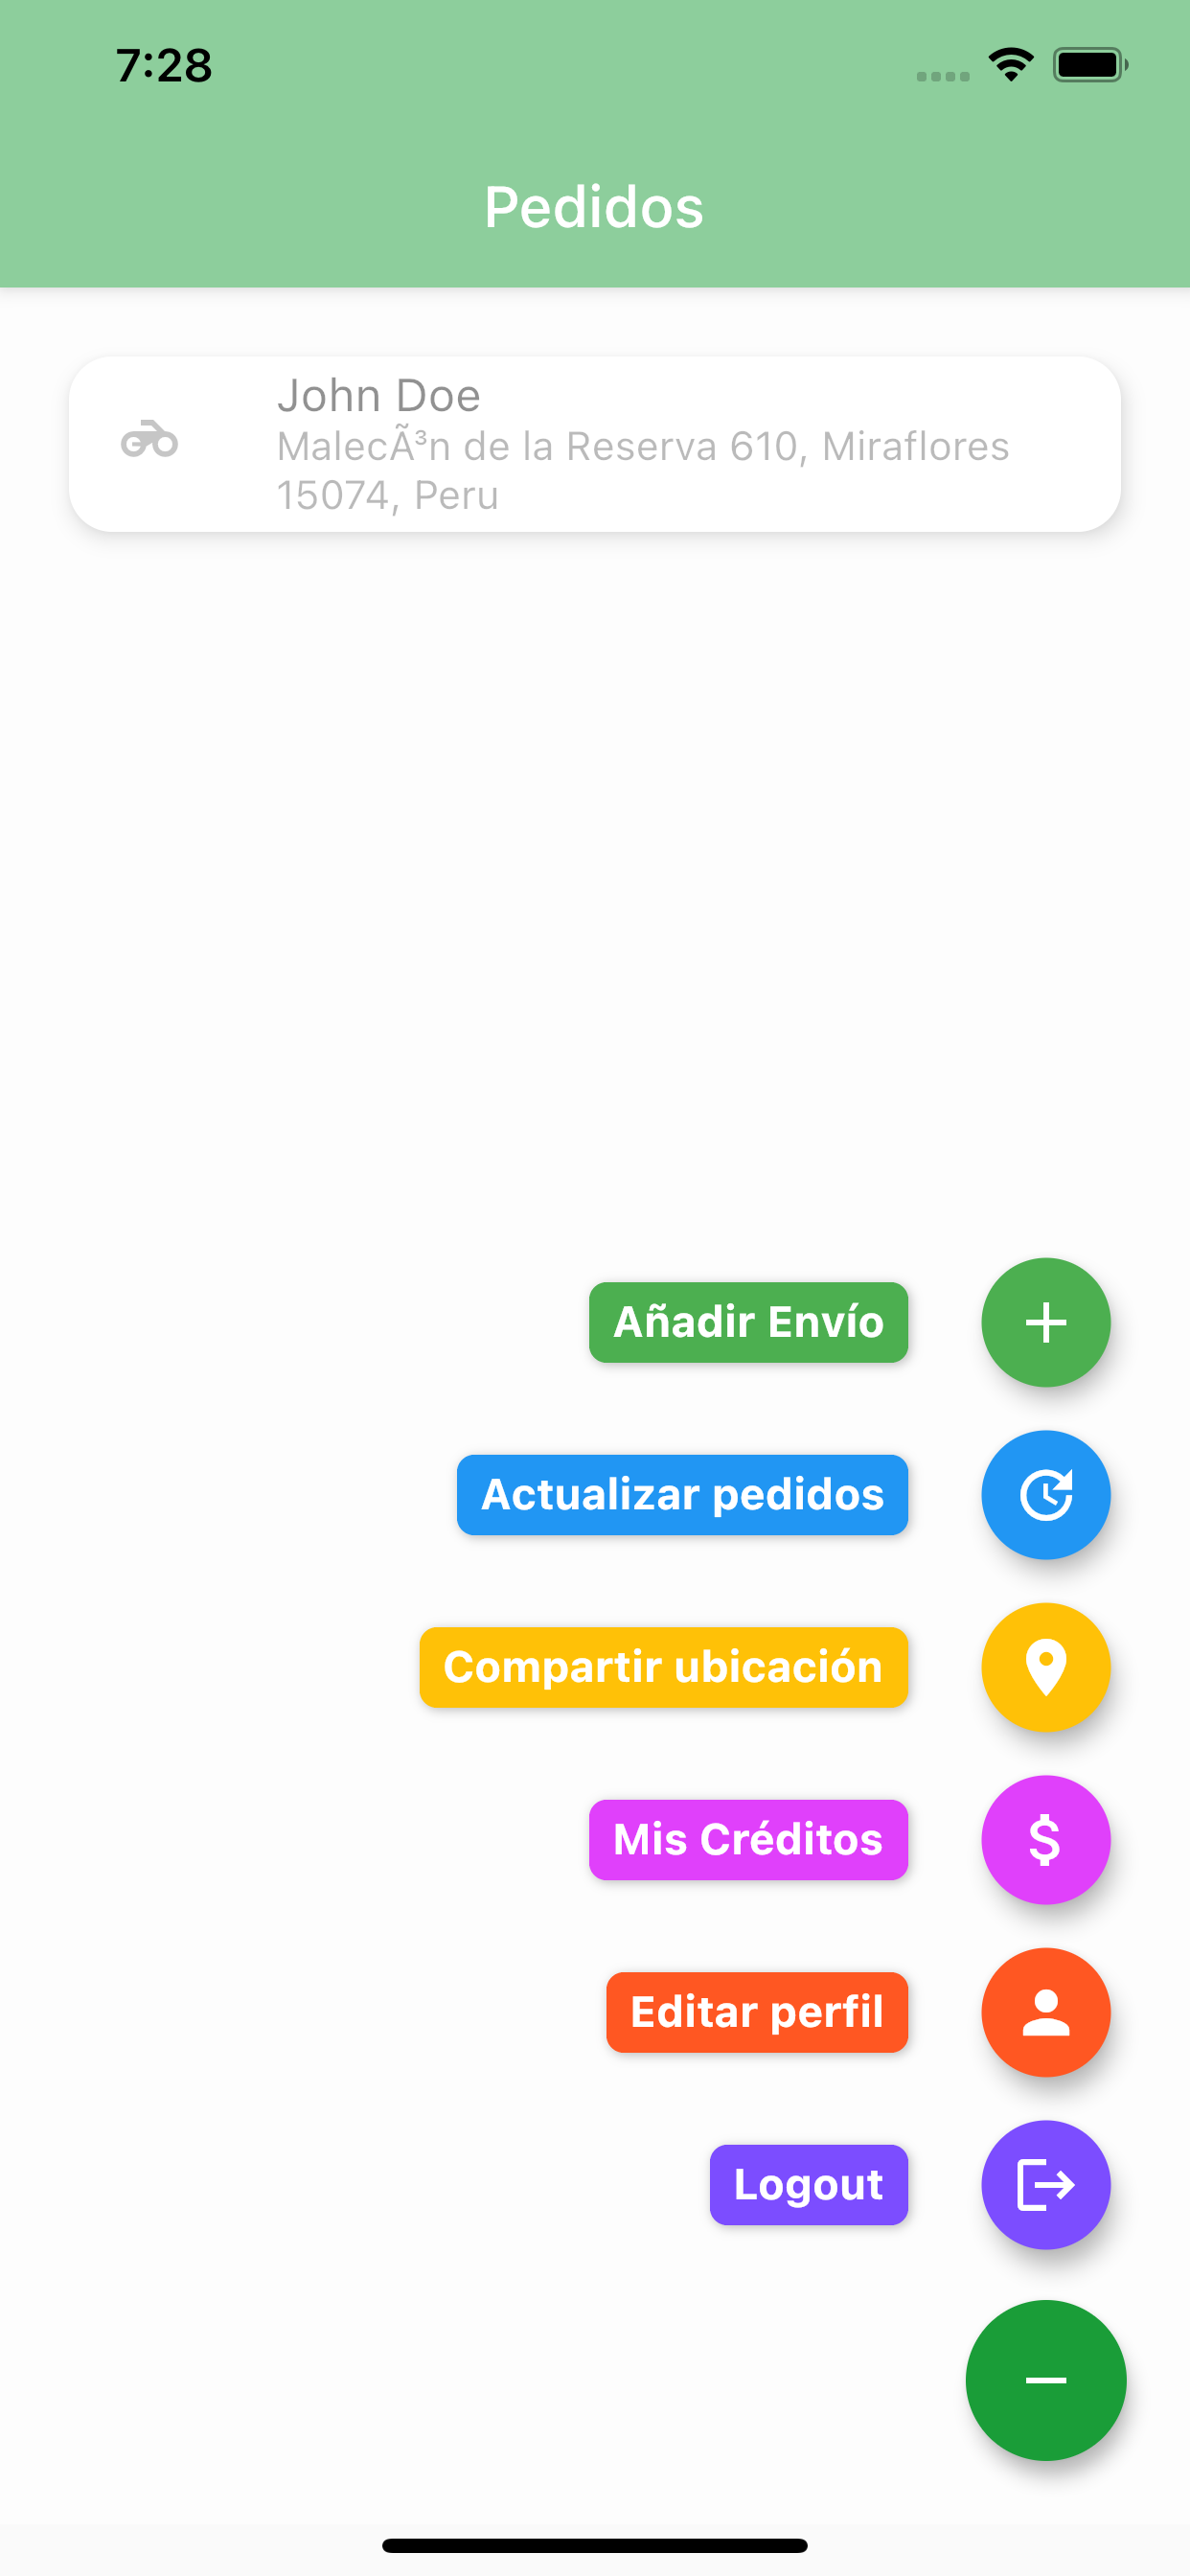 7:28
Pedidos
John Doe
MalecÃ³n de la Reserva 610, Miraflores
15074, Peru
Añadir Envío
Actualizar pedidos
Compartir ubicación
Mis Créditos
Editar perfil
Logout